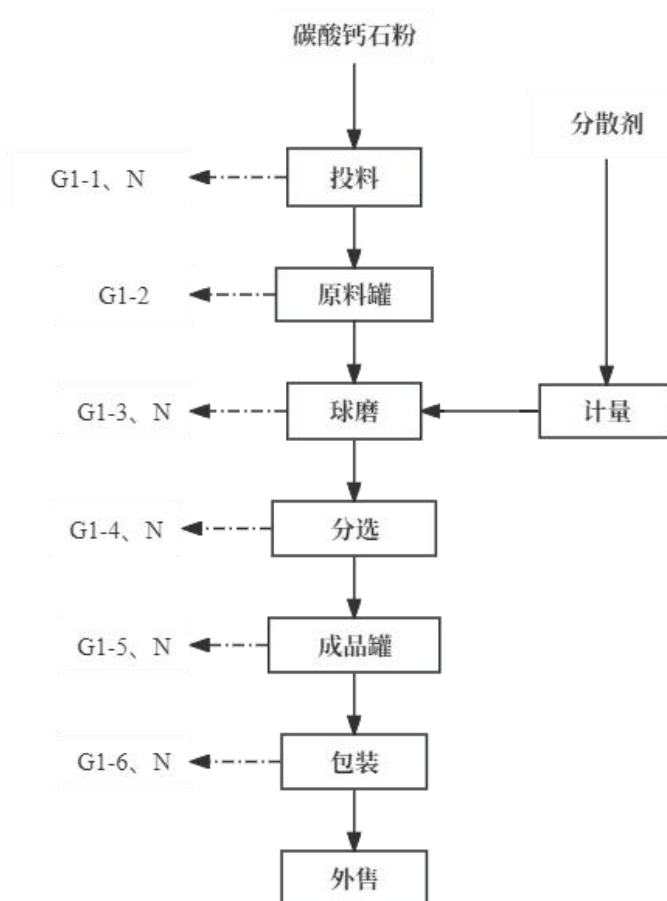 碳酸钙石粉
分散剂
G1-1、N
投料
G1-2
原料罐
G1-3、N
球磨
计量
G1-4、N
分选
G1-5、N
成品罐
G1-6、N
包装
外售